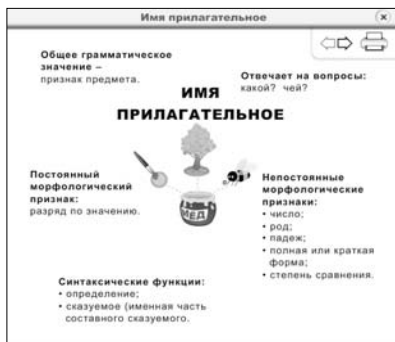 Имя прилагательное
Общее грамматическое
значение –
признак предмета.
Отвечает на вопросы:
какой? чей?
ИМЯ
ПРИЛАГАТЕЛЬНОЕ
Постоянный
морфологический
признак:
разряд по значению.
МЕД
Непостоянные
морфологические
признаки:
• число;
• род;
• падеж;
• полная или краткая
форма;
• степень сравнения.
Синтаксические функции:
• определение;
• сказуемое (именная часть
составного сказуемого.